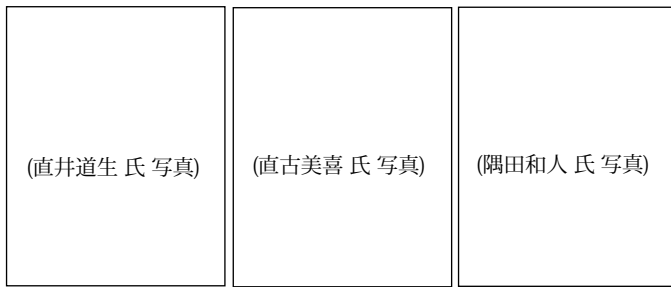 (直井道生 氏 写真)
(直古美喜 氏 写真)
(隅田和人 氏 写真)